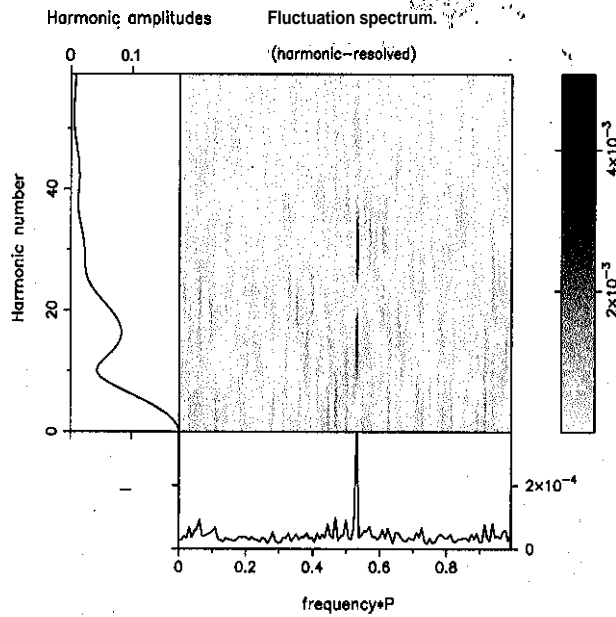 Harmonic amplitudes
Fluctuation spectrum.
(harmonic-resolved)
0 0.1
Harmonic number
40
20
0
4×10⁻³
2×10⁻³
2×10⁻⁴
0
0 0.2 0.4 0.6 0.8
frequency*P